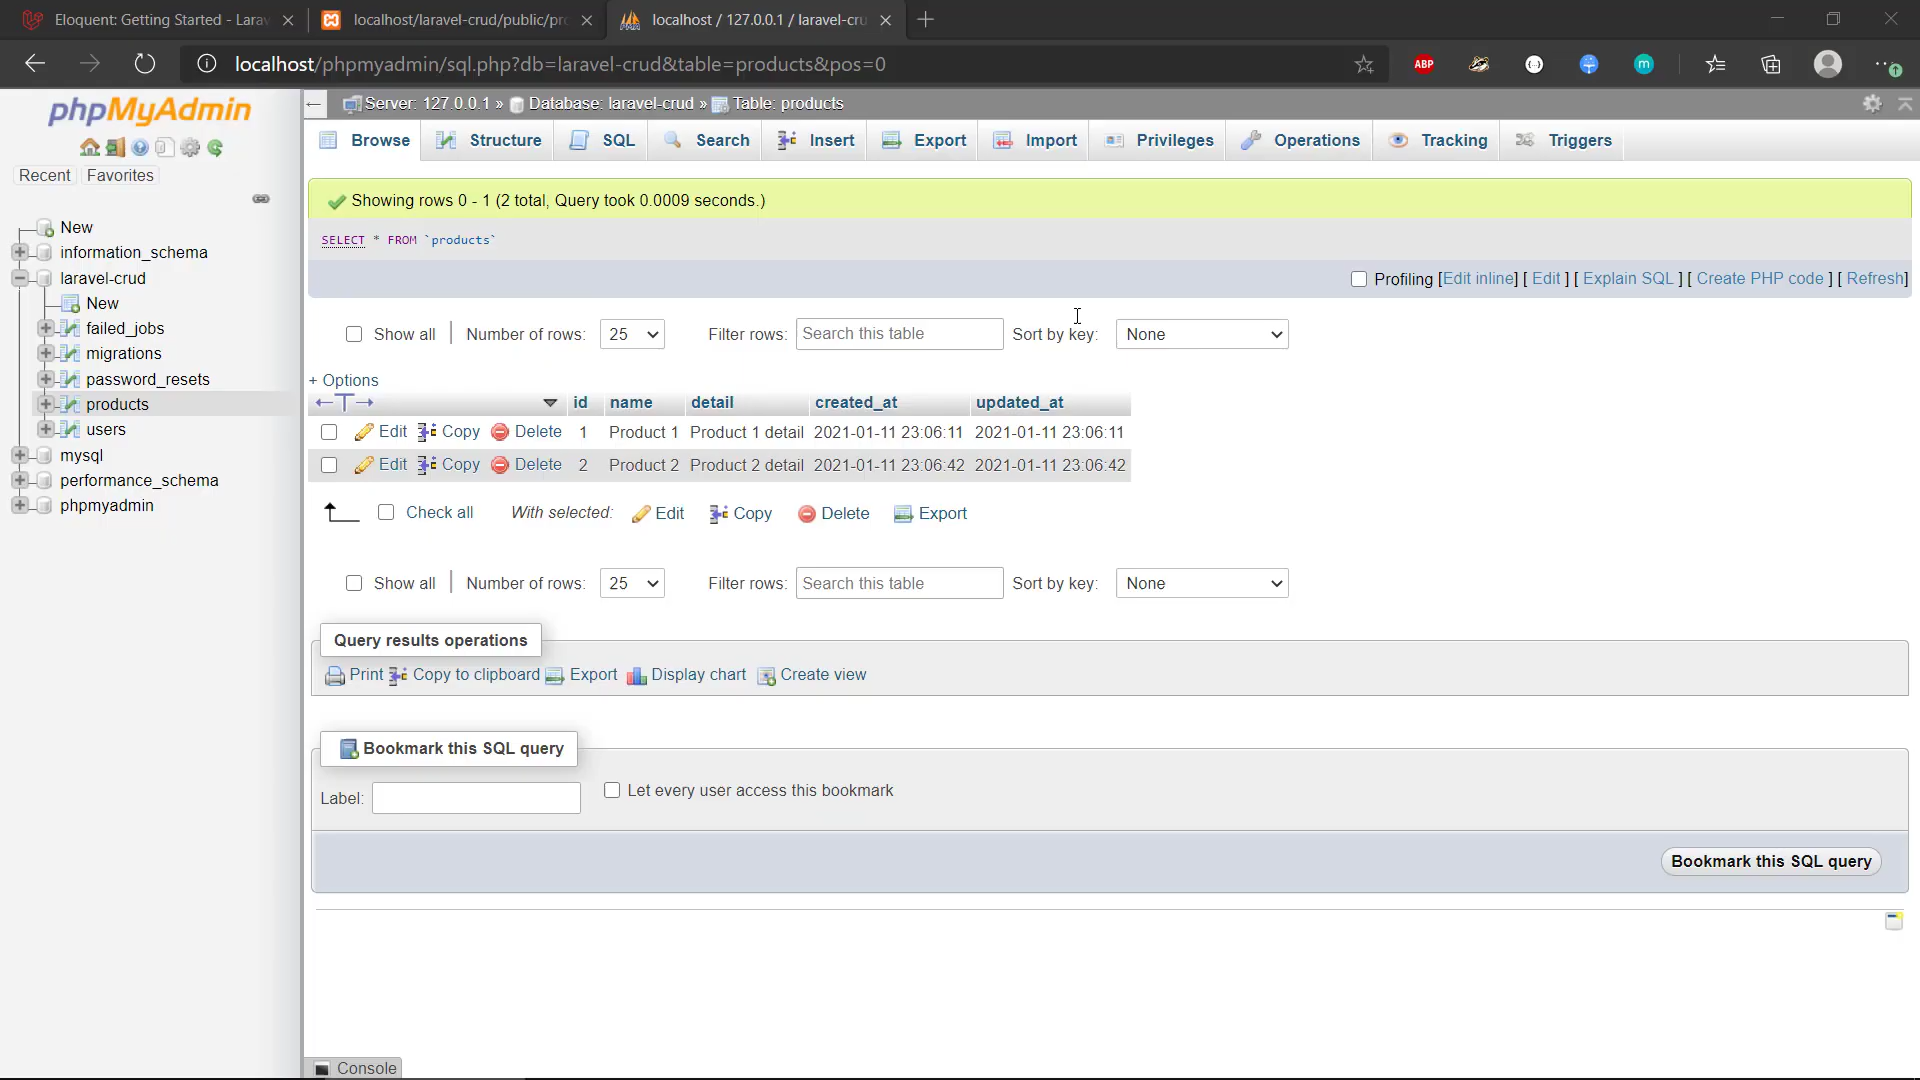 Eloquent: Getting Started - Larav
localhost/laravel-crud/public/pro
localhost / 127.0.0.1 / laravel-cru
localhost/phpmyadmin/sql.php?db=laravel-crud&table=products&pos=0
ABP
m
phpMyAdmin
Recent Favorites
New
information_schema
laravel-crud
New
failed_jobs
migrations
password_resets
products
users
mysql
performance_schema
phpmyadmin
Server: 127.0.0.1 » Database: laravel-crud » Table: products
Browse Structure SQL Search Insert Export Import Privileges Operations Tracking Triggers
Showing rows 0 - 1 (2 total, Query took 0.0009 seconds.)
SELECT * FROM `products`
Profiling [Edit inline] [ Edit ] [ Explain SQL ] [ Create PHP code ] [ Refresh]
Show all Number of rows: 25 Filter rows: Search this table Sort by key: None
+ Options
id name detail created_at updated_at
Edit Copy Delete 1 Product 1 Product 1 detail 2021-01-11 23:06:11 2021-01-11 23:06:11
Edit Copy Delete 2 Product 2 Product 2 detail 2021-01-11 23:06:42 2021-01-11 23:06:42
Check all With selected: Edit Copy Delete Export
Show all Number of rows: 25 Filter rows: Search this table Sort by key: None
Query results operations
Print Copy to clipboard Export Display chart Create view
Bookmark this SQL query
Label: Let every user access this bookmark
Bookmark this SQL query
Console